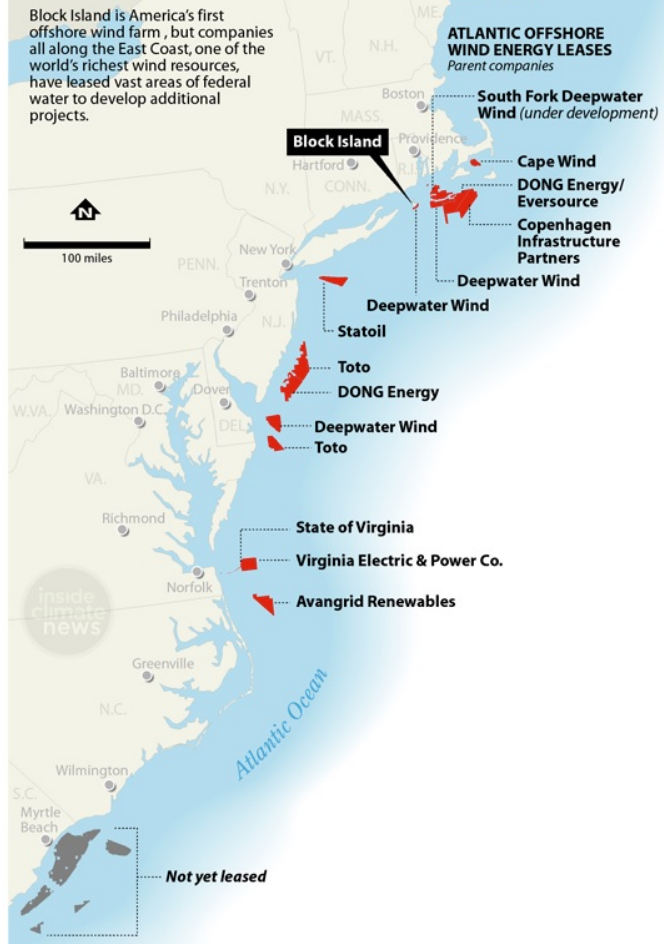 Block Island is America's first
offshore wind farm , but companies
all along the East Coast, one of the
world's richest wind resources,
have leased vast areas of federal
water to develop additional
projects.
ATLANTIC OFFSHORE
WIND ENERGY LEASES
Parent companies
ME.
VT.
N.H.
Boston
South Fork Deepwater
Wind (under development)
MASS.
Providence
Block Island
Cape Wind
Hartford
R.I.
CONN.
N.Y.
DONG Energy/
Eversource
N
Copenhagen
Infrastructure
Partners
100 miles
New York
PENN.
Deepwater Wind
Trenton
Deepwater Wind
Philadelphia
N.J.
Statoil
Toto
Baltimore
MD.
Dover
DONG Energy
W.VA.
Washington D.C.
DEL.
Deepwater Wind
Toto
VA.
Richmond
State of Virginia
Virginia Electric & Power Co.
Norfolk
inside
climate
news
Avangrid Renewables
Greenville
N.C.
Atlantic Ocean
Wilmington
S.C.
Myrtle
Beach
Not yet leased